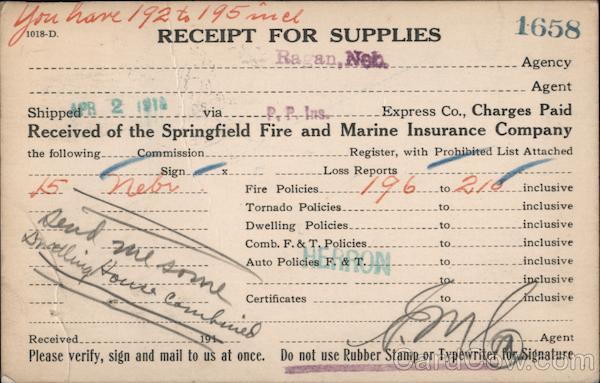 You have 192 to 195 incl
1018-D.
RECEIPT FOR SUPPLIES
1658
Ragan, Neb. Agency
Agent
Shipped APR 2 1914 via P. P. Ins. Express Co., Charges Paid
Received of the Springfield Fire and Marine Insurance Company
the following Commission Register, with Prohibited List Attached
Sign x Loss Reports
15 Nebr Fire Policies 196 to 210 inclusive
Tornado Policies to inclusive
Dwelling Policies to inclusive
Comb. F. & T. Policies to inclusive
Auto Policies F. & T. to inclusive
HERRON
to inclusive
Certificates to inclusive
send me some
Dwelling House Combined
Received 191 Agent
Please verify, sign and mail to us at once. Do not use Rubber Stamp or Typewriter for Signature
CardCow.com